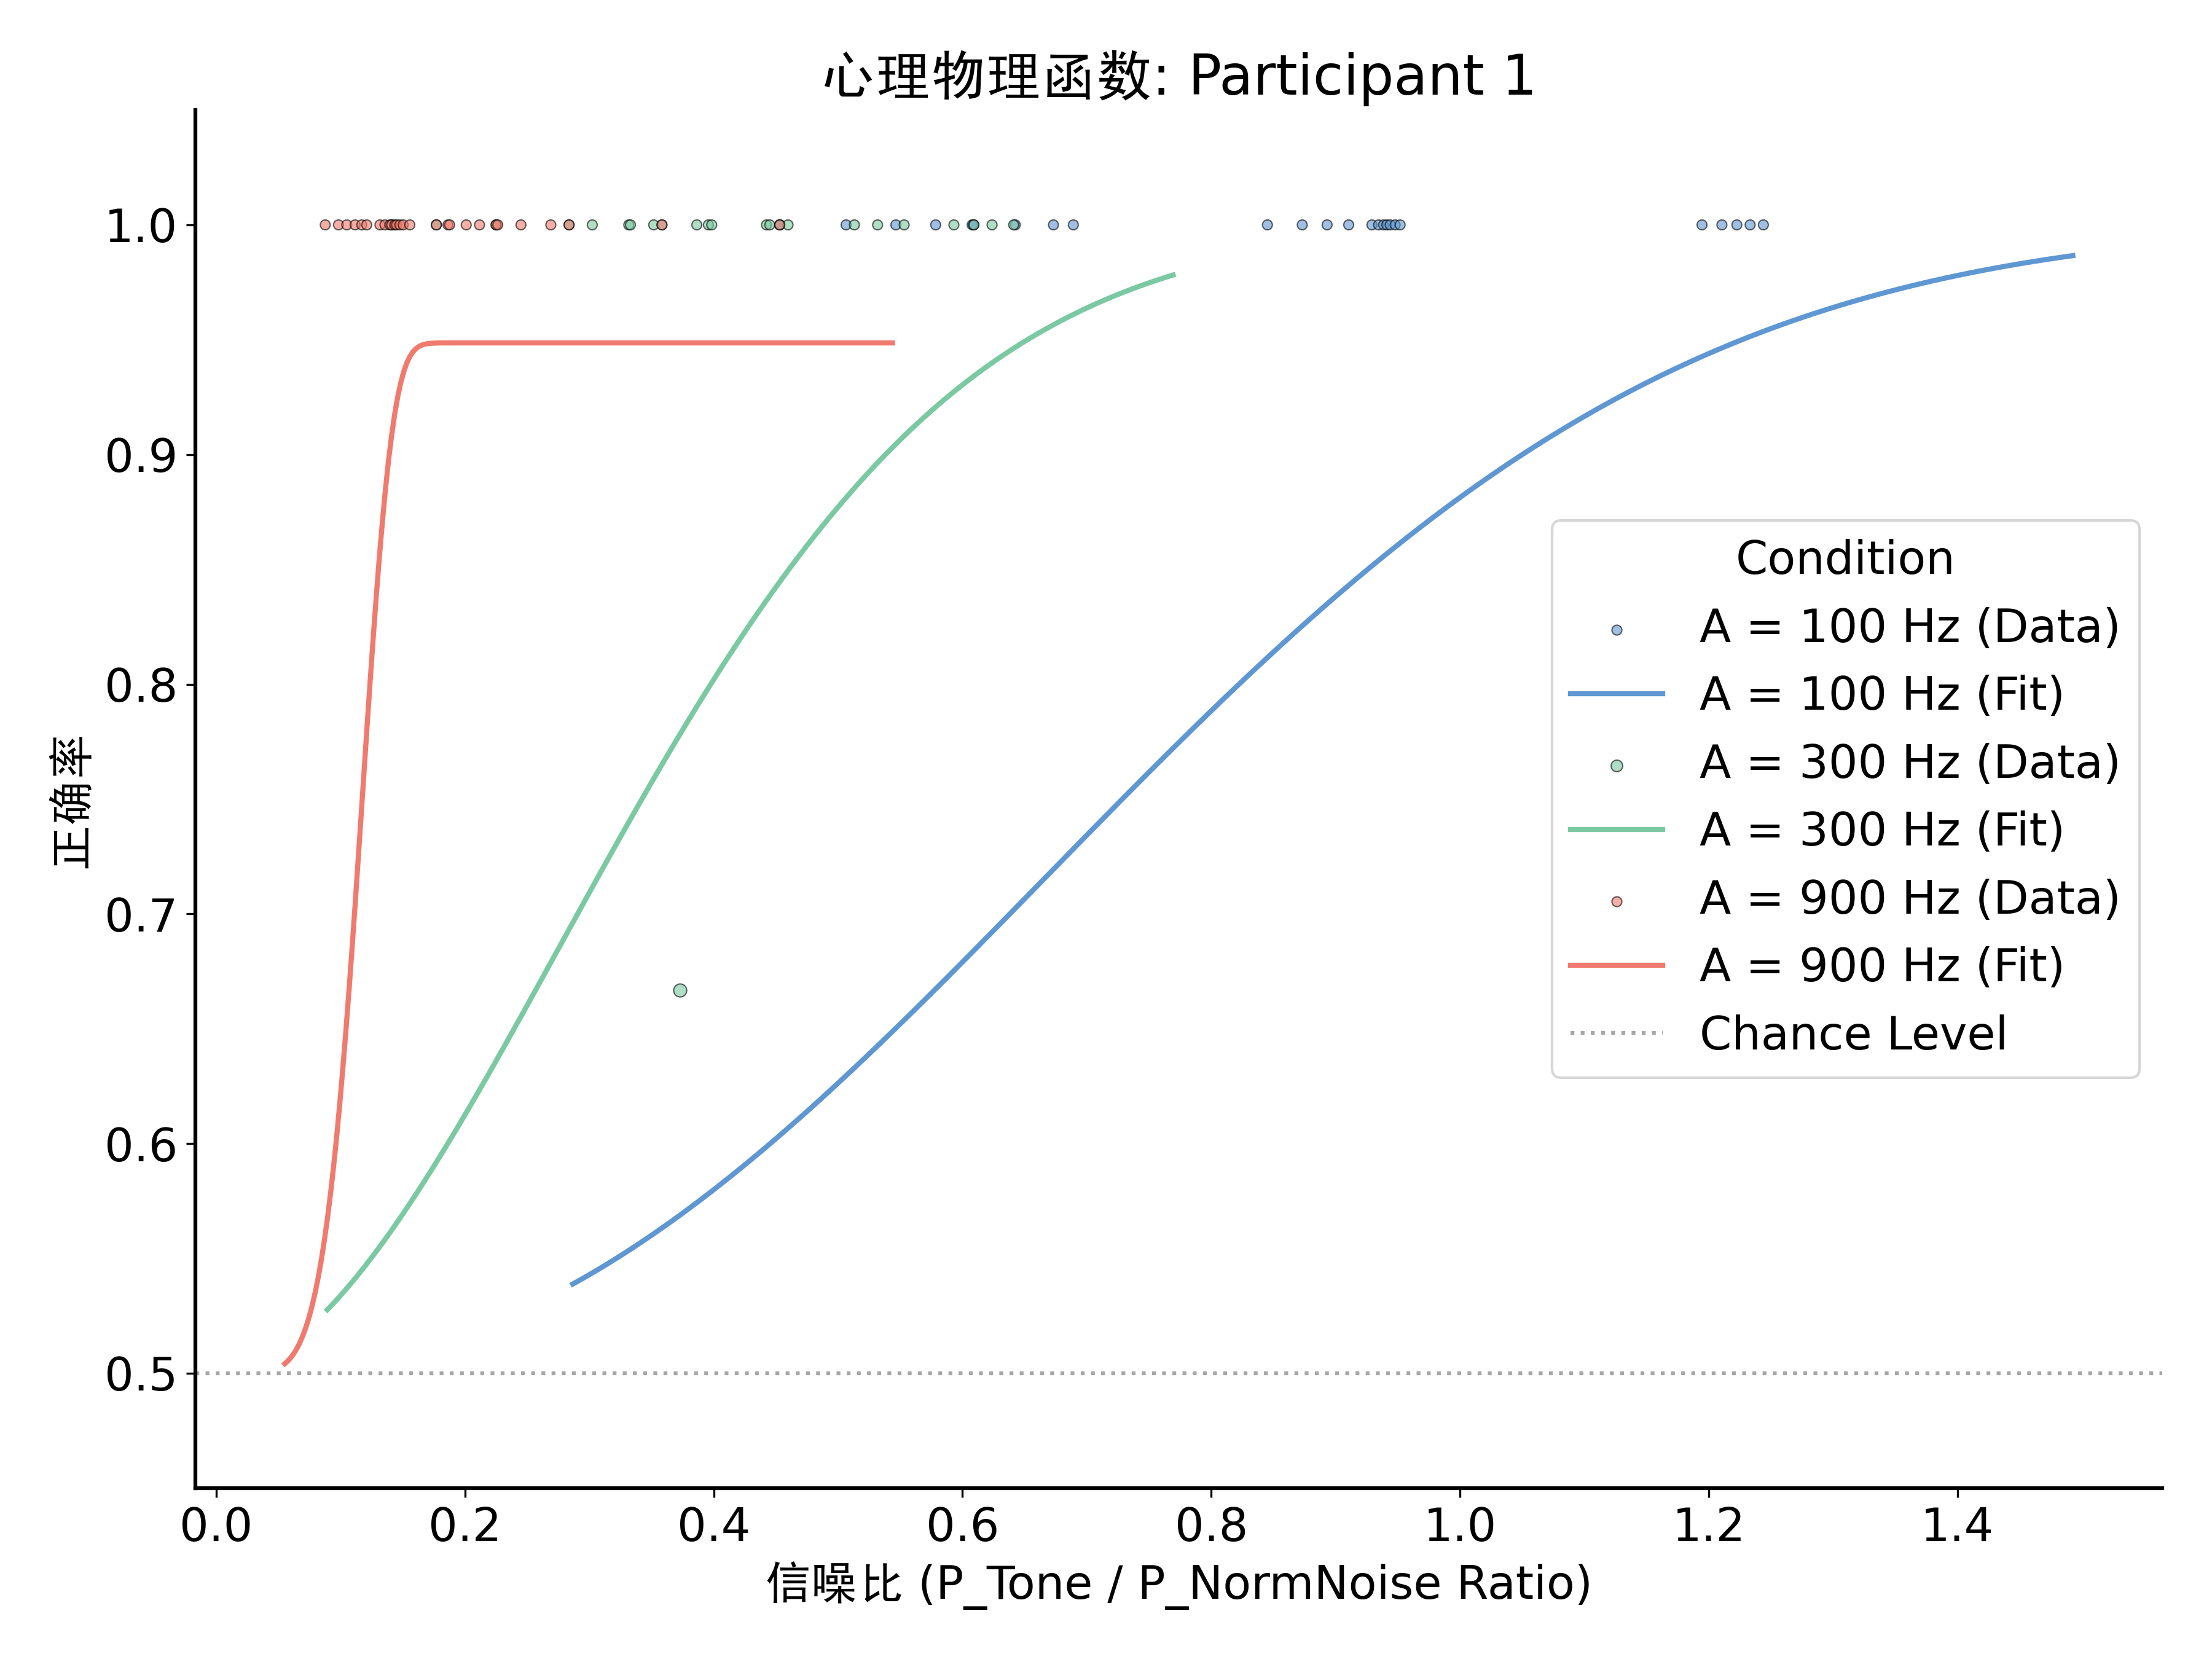 心理物理函数: Participant 1
1.0
0.9
0.8
0.7
0.6
0.5
正确率
Condition
A = 100 Hz (Data)
A = 100 Hz (Fit)
A = 300 Hz (Data)
A = 300 Hz (Fit)
A = 900 Hz (Data)
A = 900 Hz (Fit)
Chance Level
0.0 0.2 0.4 0.6 0.8 1.0 1.2 1.4
信噪比 (P_Tone / P_NormNoise Ratio)